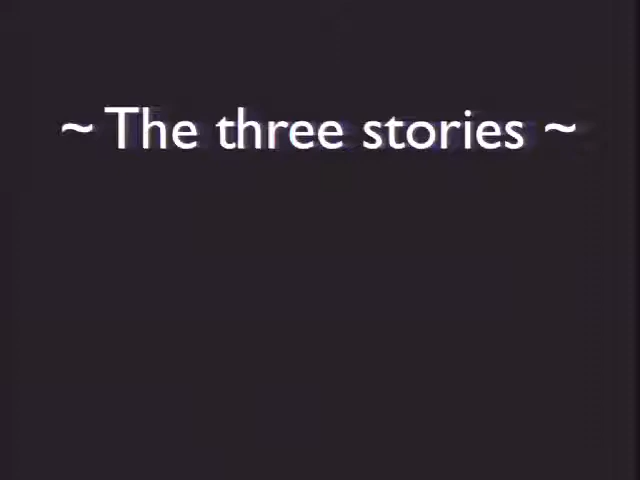 ~ The three stories ~